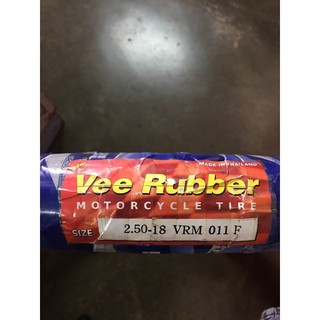 MADE IN THAILAND
Vee Rubber
MOTORCYCLE TIRE
SIZE 2.50-18 VRM 011 F